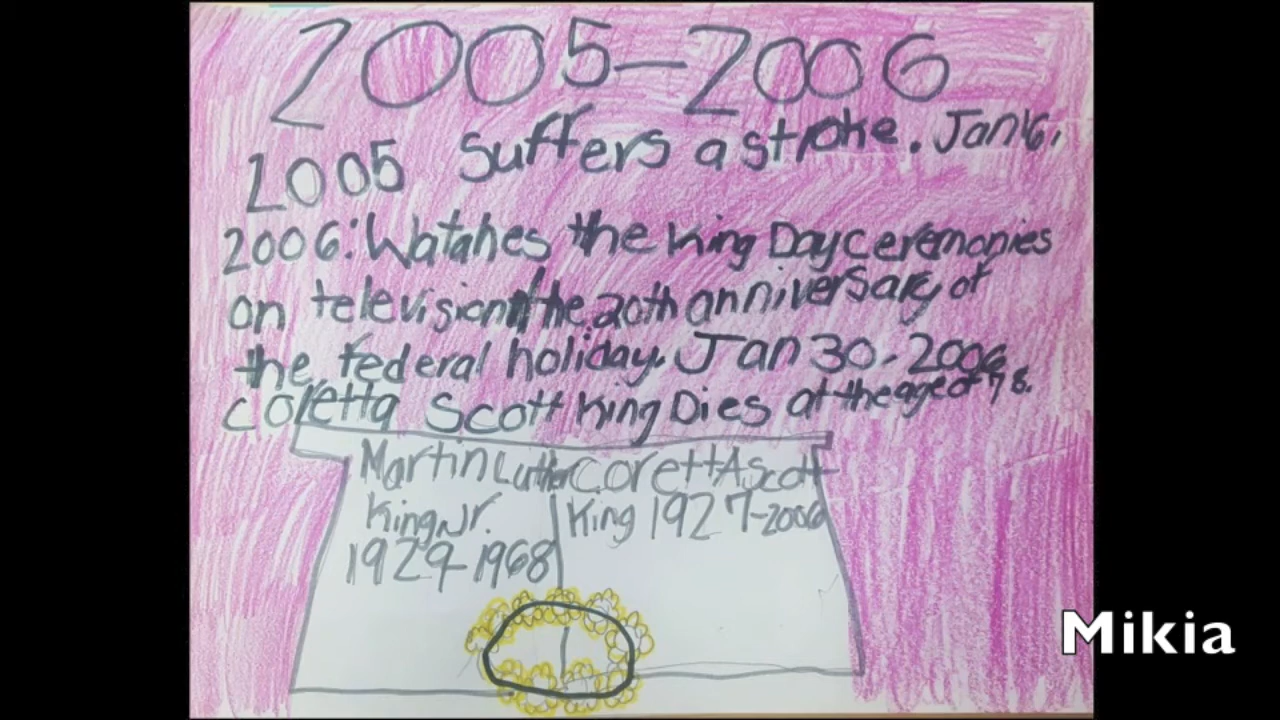 2005-2006
2005 Suffers a stroke. Jan 16,
2006: Watahes the King Day ceremonies
on television the 20th anniversary of
the federal holiday. Jan 30. 2006
Coretta Scott King Dies at the age of 78.
Martin Luther
King Jr.
1929-1968
CorettA Scott
King 1927-2006
Mikia